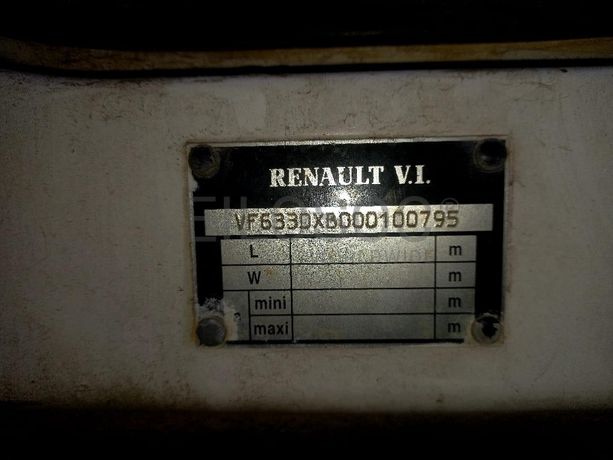 RENAULT V.I.
VF633DXB000100795
L m
W m
mini m
maxi m